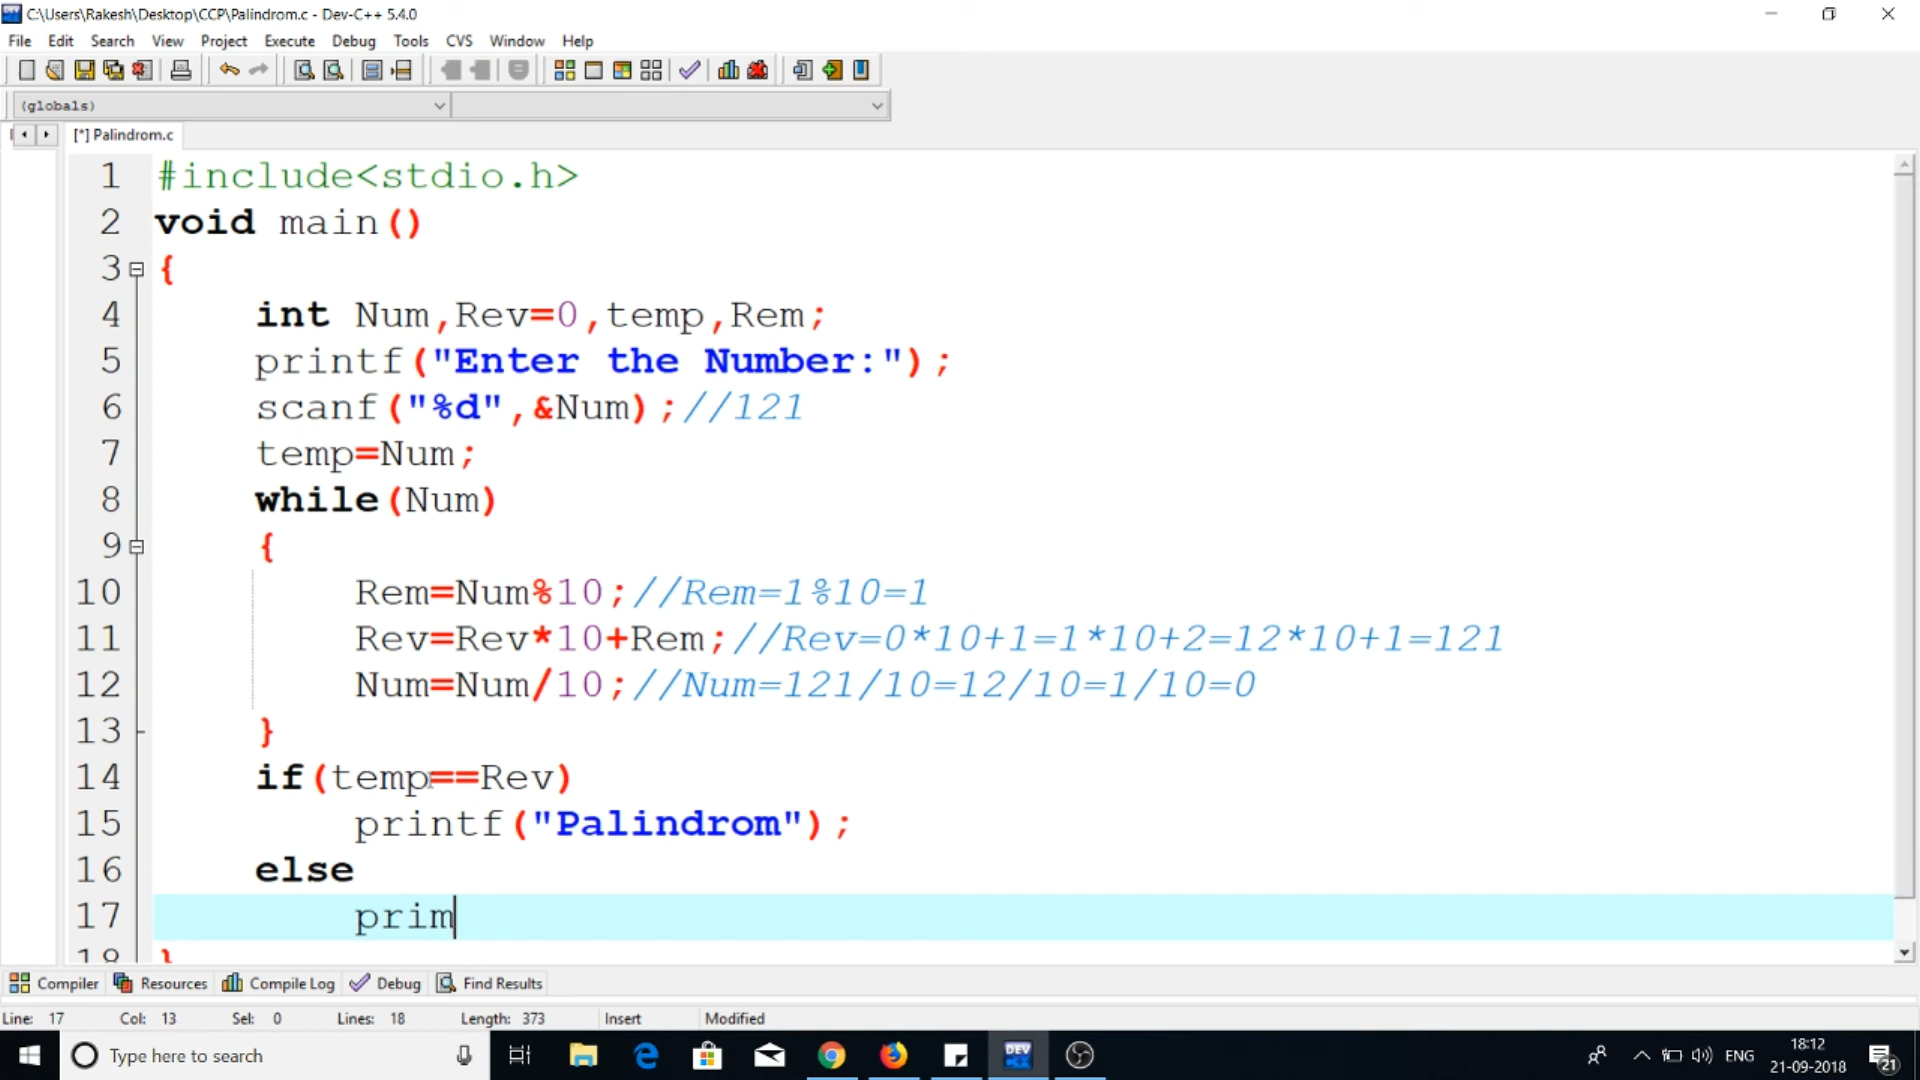 C:\Users\Rakesh\Desktop\CCP\Palindrom.c - Dev-C++ 5.4.0
File Edit Search View Project Execute Debug Tools CVS Window Help
(globals)
[*] Palindrom.c
1 #include<stdio.h>
2 void main()
3 {
4 int Num,Rev=0,temp,Rem;
5 printf("Enter the Number:");
6 scanf("%d",&Num);//121
7 temp=Num;
8 while(Num)
9 {
10 Rem=Num%10;//Rem=1%10=1
11 Rev=Rev*10+Rem;//Rev=0*10+1=1*10+2=12*10+1=121
12 Num=Num/10;//Num=121/10=12/10=1/10=0
13 }
14 if(temp==Rev)
15 printf("Palindrom");
16 else
17 prim
18 }
Compiler Resources Compile Log Debug Find Results
Line: 17 Col: 13 Sel: 0 Lines: 18 Length: 373 Insert Modified
Type here to search
DEV
ENG
18:12
21-09-2018
21